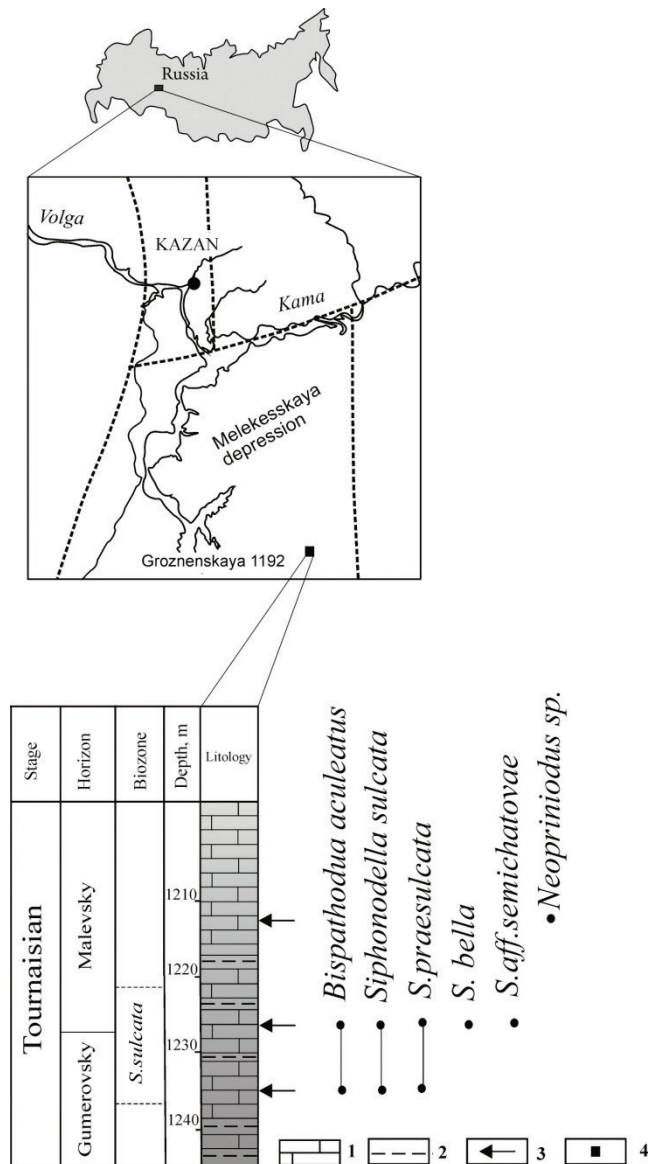 Russia
Volga
KAZAN
Kama
Melekesskaya
depression
Groznenskaya 1192
Stage
Horizon
Biozone
Depth, m
Litology
Tournaisian
Malevsky
Gumerovsky
S.sulcata
1210
1220
1230
1240
Bispathodua aculeatus
Siphonodella sulcata
S.praesulcata
S. bella
S.aff.semichatovae
Neopriniodus sp.
1
2
3
4